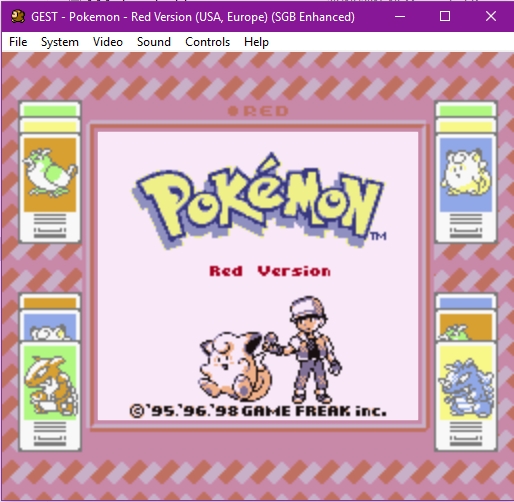 GEST - Pokemon - Red Version (USA, Europe) (SGB Enhanced)
File System Video Sound Controls Help
RED
POKéMON TM
Red Version
©'95.'96.'98 GAME FREAK inc.